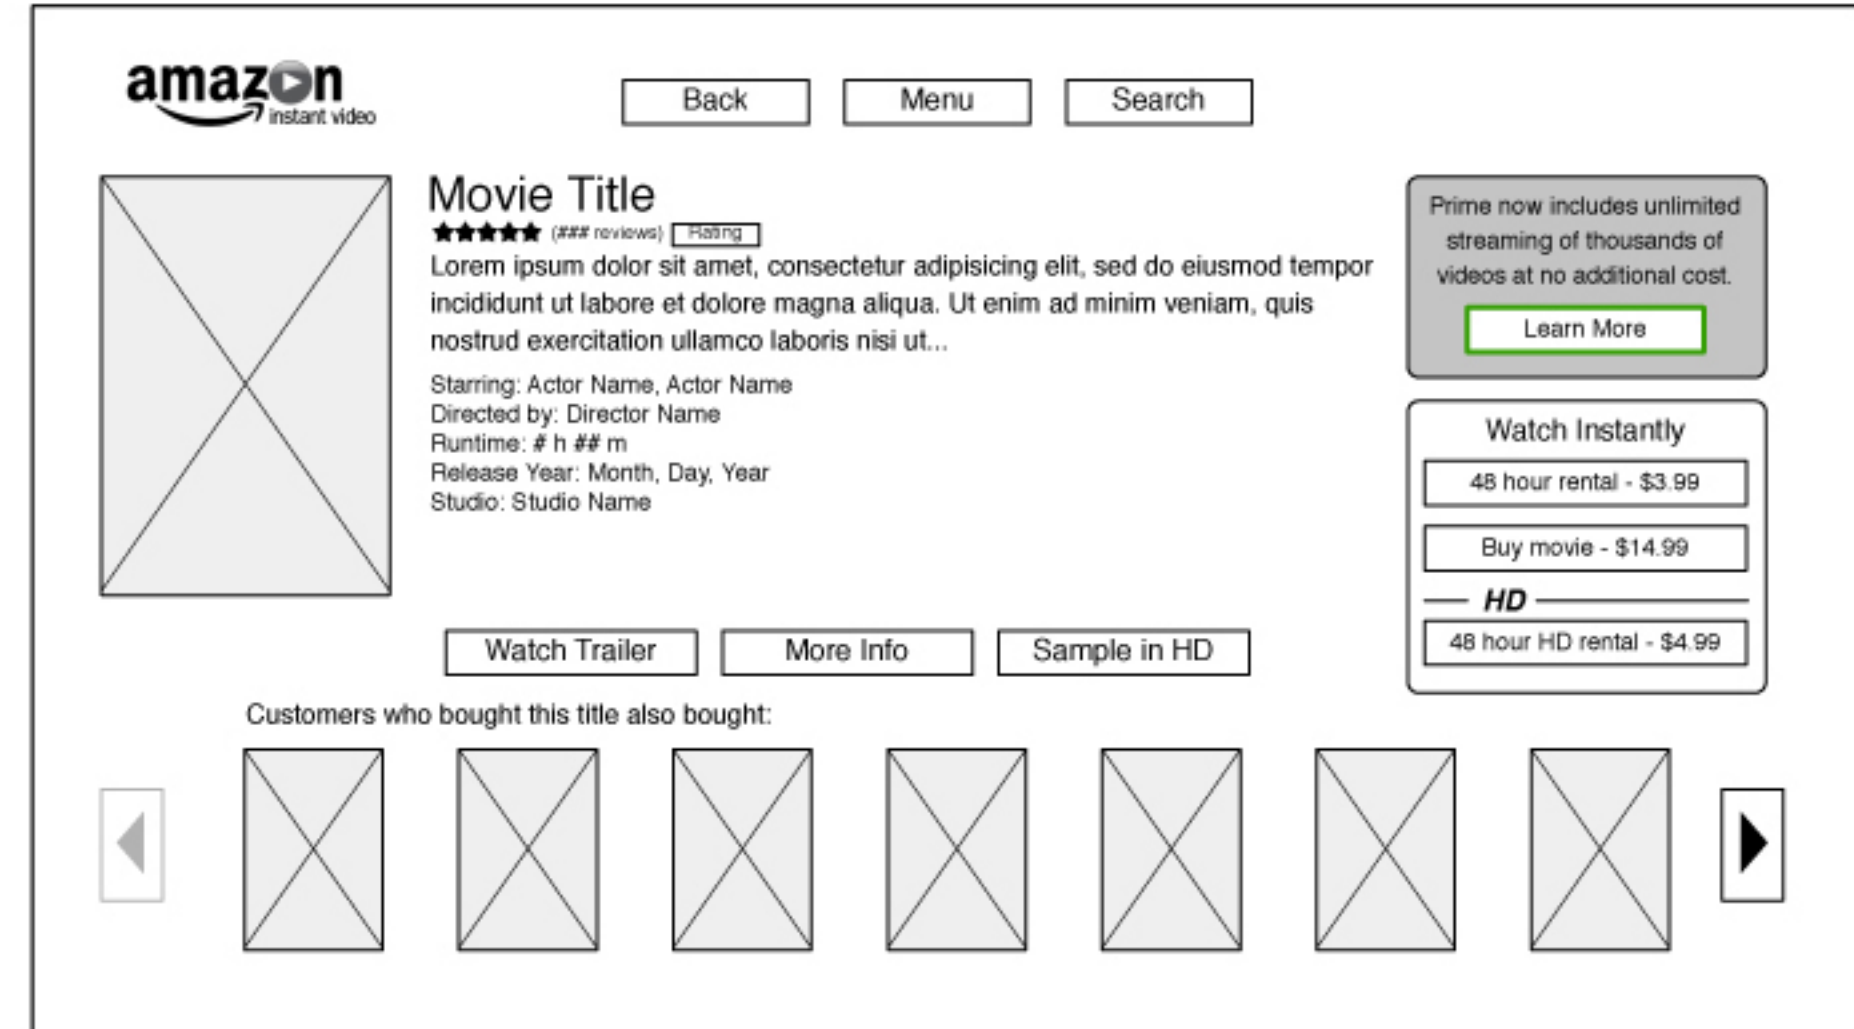 amazon
instant video
Back
Menu
Search
Movie Title
(### reviews)
Rating
Lorem ipsum dolor sit amet, consectetur adipisicing elit, sed do eiusmod tempor
incididunt ut labore et dolore magna aliqua. Ut enim ad minim veniam, quis
nostrud exercitation ullamco laboris nisi ut...
Starring: Actor Name, Actor Name
Directed by: Director Name
Runtime: # h ## m
Release Year: Month, Day, Year
Studio: Studio Name
Prime now includes unlimited
streaming of thousands of
videos at no additional cost.
Learn More
Watch Instantly
48 hour rental - $3.99
Buy movie - $14.99
HD
48 hour HD rental - $4.99
Watch Trailer
More Info
Sample in HD
Customers who bought this title also bought: